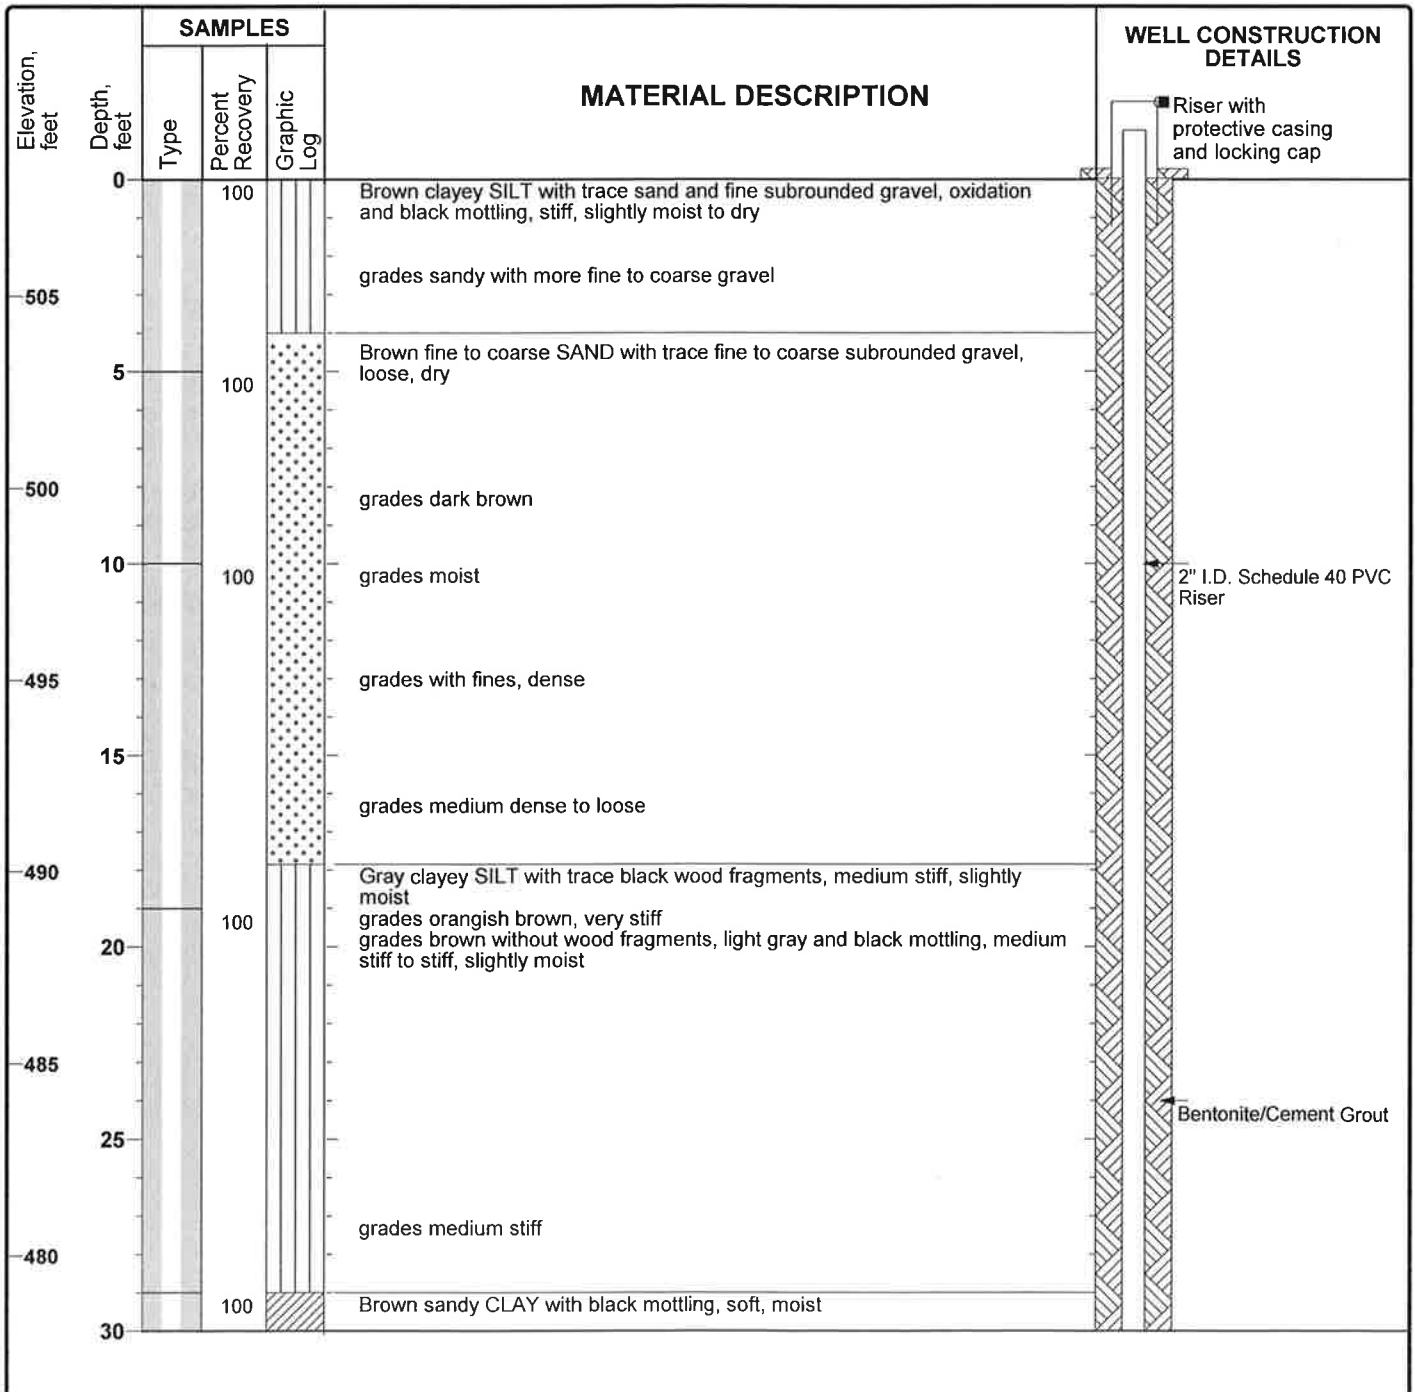 SAMPLES
Elevation,
feet
Depth,
feet
Type
Percent
Recovery
Graphic
Log
MATERIAL DESCRIPTION
WELL CONSTRUCTION
DETAILS
Riser with
protective casing
and locking cap
0
100
Brown clayey SILT with trace sand and fine subrounded gravel, oxidation
and black mottling, stiff, slightly moist to dry
grades sandy with more fine to coarse gravel
505
Brown fine to coarse SAND with trace fine to coarse subrounded gravel,
loose, dry
5
100
500
grades dark brown
10
100
grades moist
2" I.D. Schedule 40 PVC
Riser
495
grades with fines, dense
15
grades medium dense to loose
490
Gray clayey SILT with trace black wood fragments, medium stiff, slightly
moist
100
grades orangish brown, very stiff
grades brown without wood fragments, light gray and black mottling, medium
stiff to stiff, slightly moist
20
485
Bentonite/Cement Grout
25
grades medium stiff
480
100
Brown sandy CLAY with black mottling, soft, moist
30